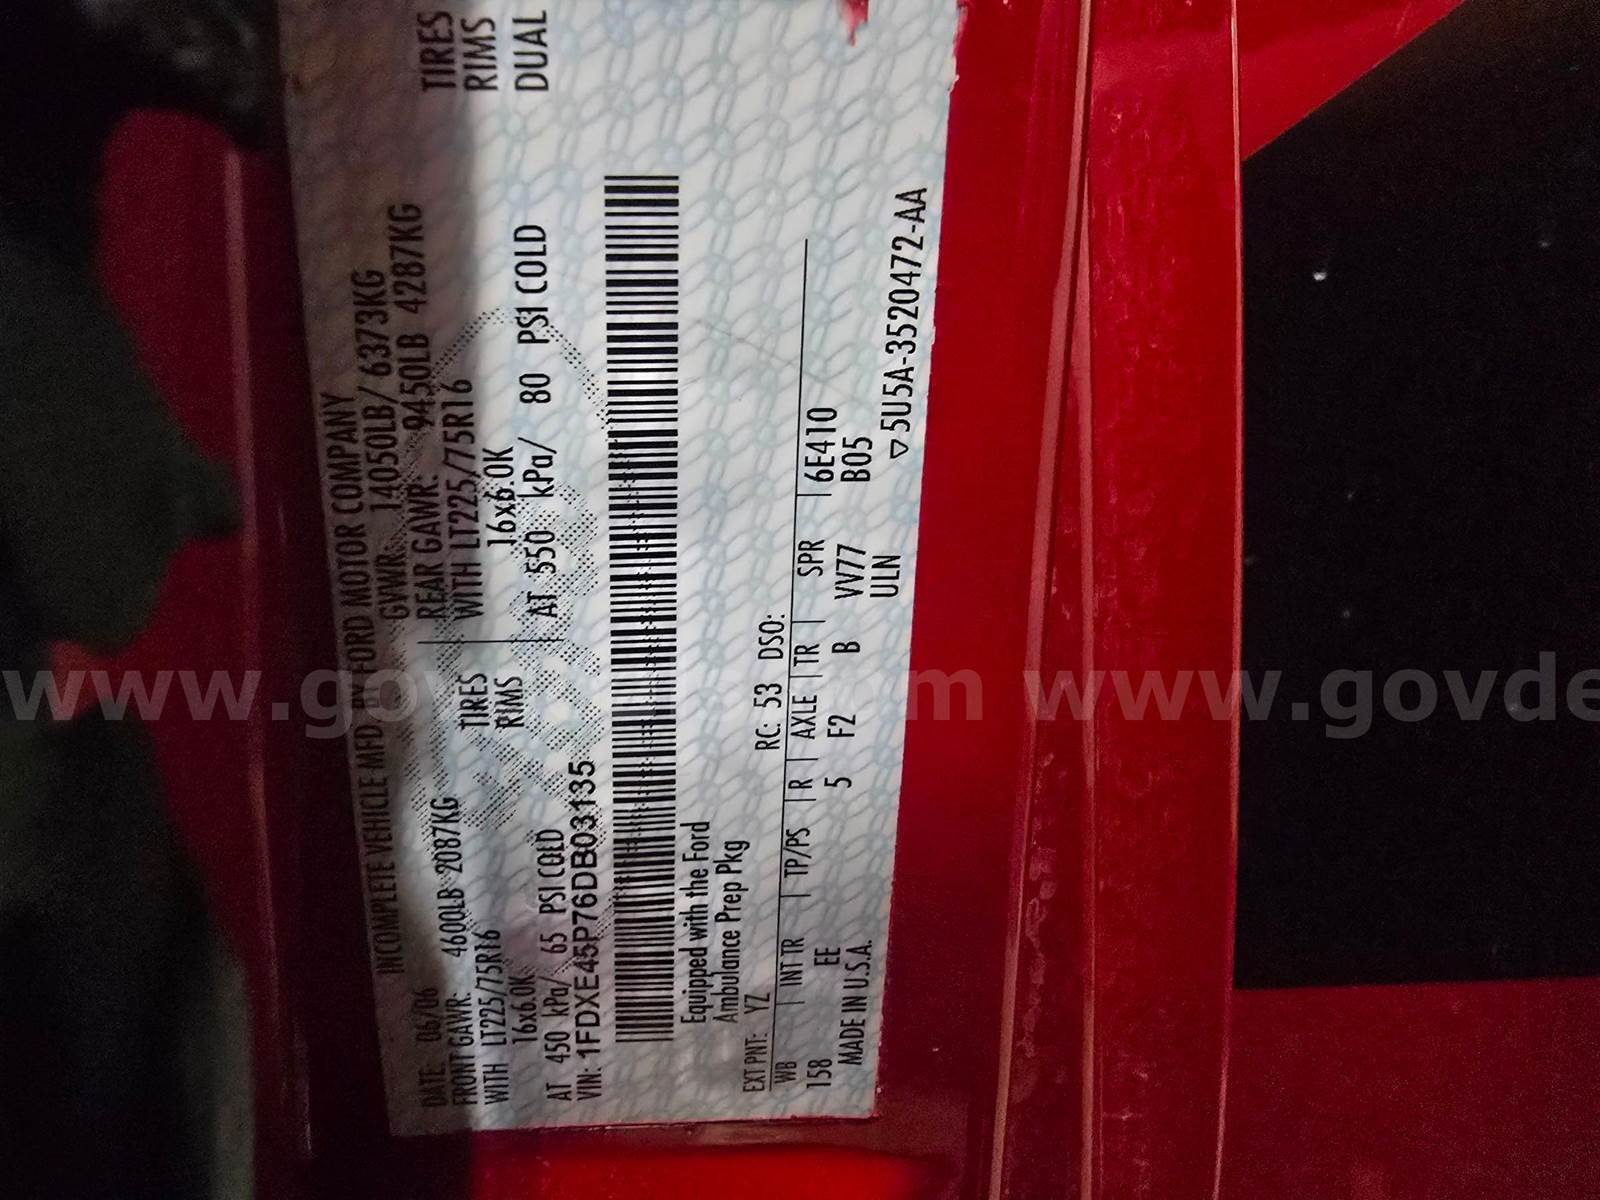 INCOMPLETE VEHICLE MFD BY FORD MOTOR COMPANY
DATE: 06/06 GVWR: 14050LB/ 6373KG
FRONT GAWR: 4600LB 2087KG REAR GAWR: 9450LB 4287KG
WITH LT225/75R16 TIRES WITH LT225/75R16 TIRES
16x6.0K RIMS 16x6.0K RIMS
AT 450 kPa/ 65 PSI COLD AT 550 kPa/ 80 PSI COLD DUAL
VIN: 1FDXE45P76DB03135
Equipped with the Ford
Ambulance Prep Pkg
EXT PNT: YZ RC: 53 DSO:
WB INT TR TP/PS R AXLE TR SPR 6E410
158 EE 5 F2 B VV77 B05
MADE IN U.S.A. ULN
▽5U5A-3520472-AA
www.gov .com www.govde